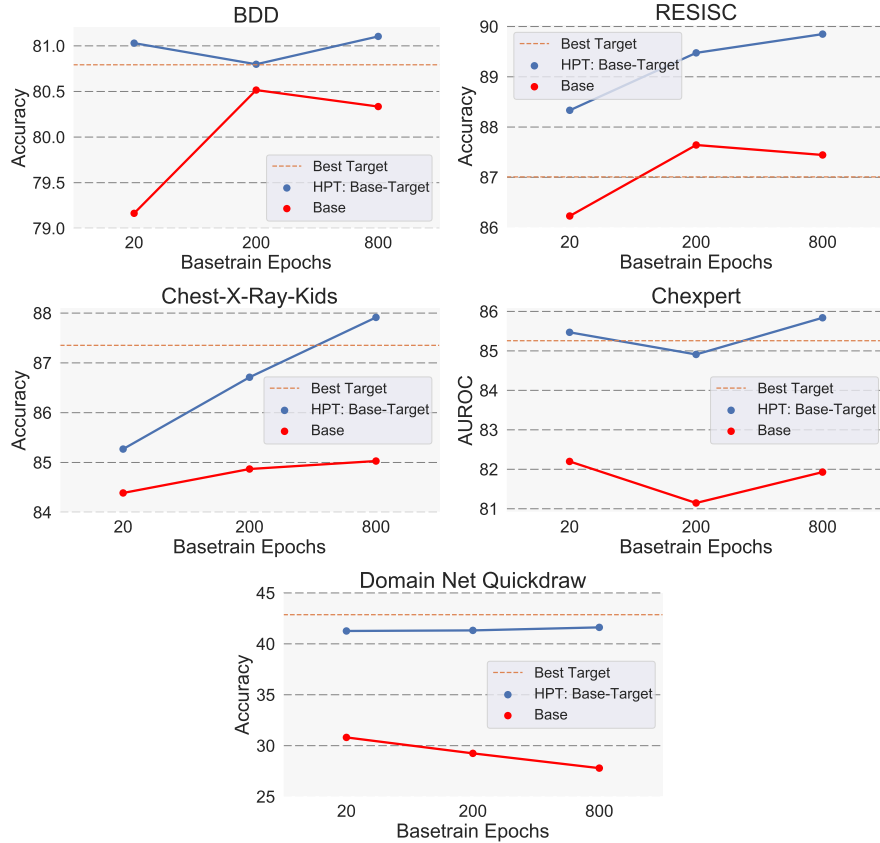 BDD
Accuracy
81.0
80.5
80.0
79.5
79.0
Best Target
HPT: Base-Target
Base
20
200
800
Basetrain Epochs
RESISC
Accuracy
90
89
88
87
86
Best Target
HPT: Base-Target
Base
20
200
800
Basetrain Epochs
Chest-X-Ray-Kids
Accuracy
88
87
86
85
84
Best Target
HPT: Base-Target
Base
20
200
800
Basetrain Epochs
Chexpert
AUROC
86
85
84
83
82
81
Best Target
HPT: Base-Target
Base
20
200
800
Basetrain Epochs
Domain Net Quickdraw
Accuracy
45
40
35
30
25
Best Target
HPT: Base-Target
Base
20
200
800
Basetrain Epochs